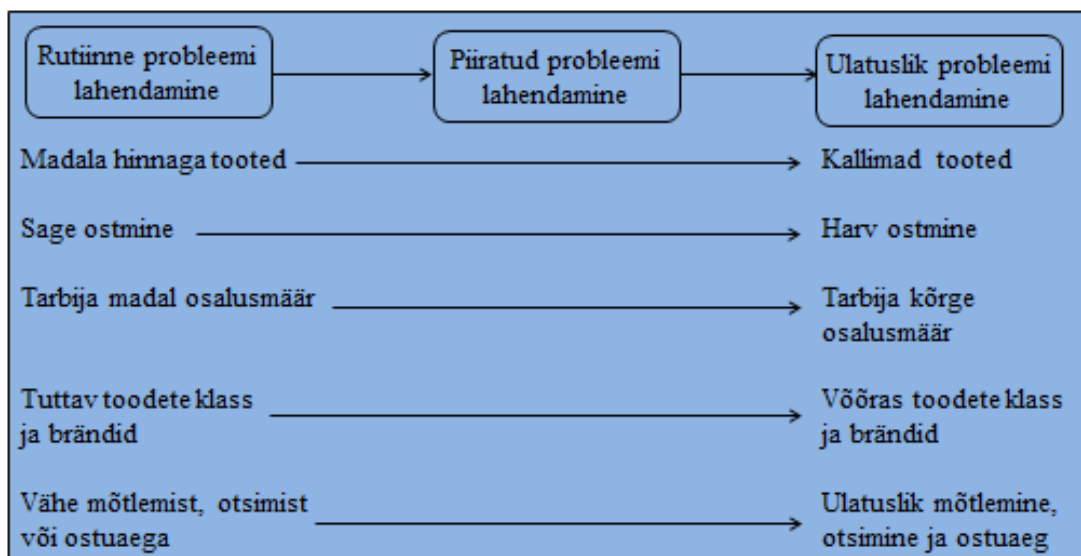 Rutiinne probleemi
lahendamine
Piiratud probleemi
lahendamine
Ulatuslik probleemi
lahendamine
Madala hinnaga tooted
Kallimad tooted
Sage ostmine
Harv ostmine
Tarbija madal osalusmäär
Tarbija kõrge
osalusmäär
Tuttav toodete klass
ja brändid
Võõras toodete klass
ja brändid
Vähe mõtlemist, otsimist
või ostuaega
Ulatuslik mõtlemine,
otsimine ja ostuaeg